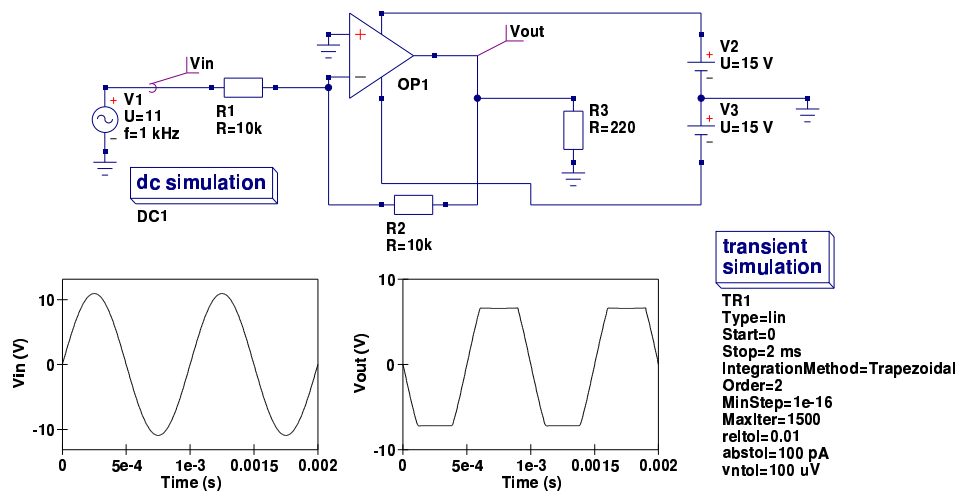 Vin
V1
U=11
f=1 kHz
R1
R=10k
+
−
OP1
Vout
R3
R=220
V2
U=15 V
V3
U=15 V
dc simulation
DC1
R2
R=10k
transient
simulation
TR1
Type=lin
Start=0
Stop=2 ms
IntegrationMethod=Trapezoidal
Order=2
MinStep=1e-16
MaxIter=1500
reltol=0.01
abstol=100 pA
vntol=100 uV
Vin (V)
10
0
-10
0 5e-4 1e-3 0.0015 0.002
Time (s)
Vout (V)
10
0
-10
0 5e-4 1e-3 0.0015 0.002
Time (s)